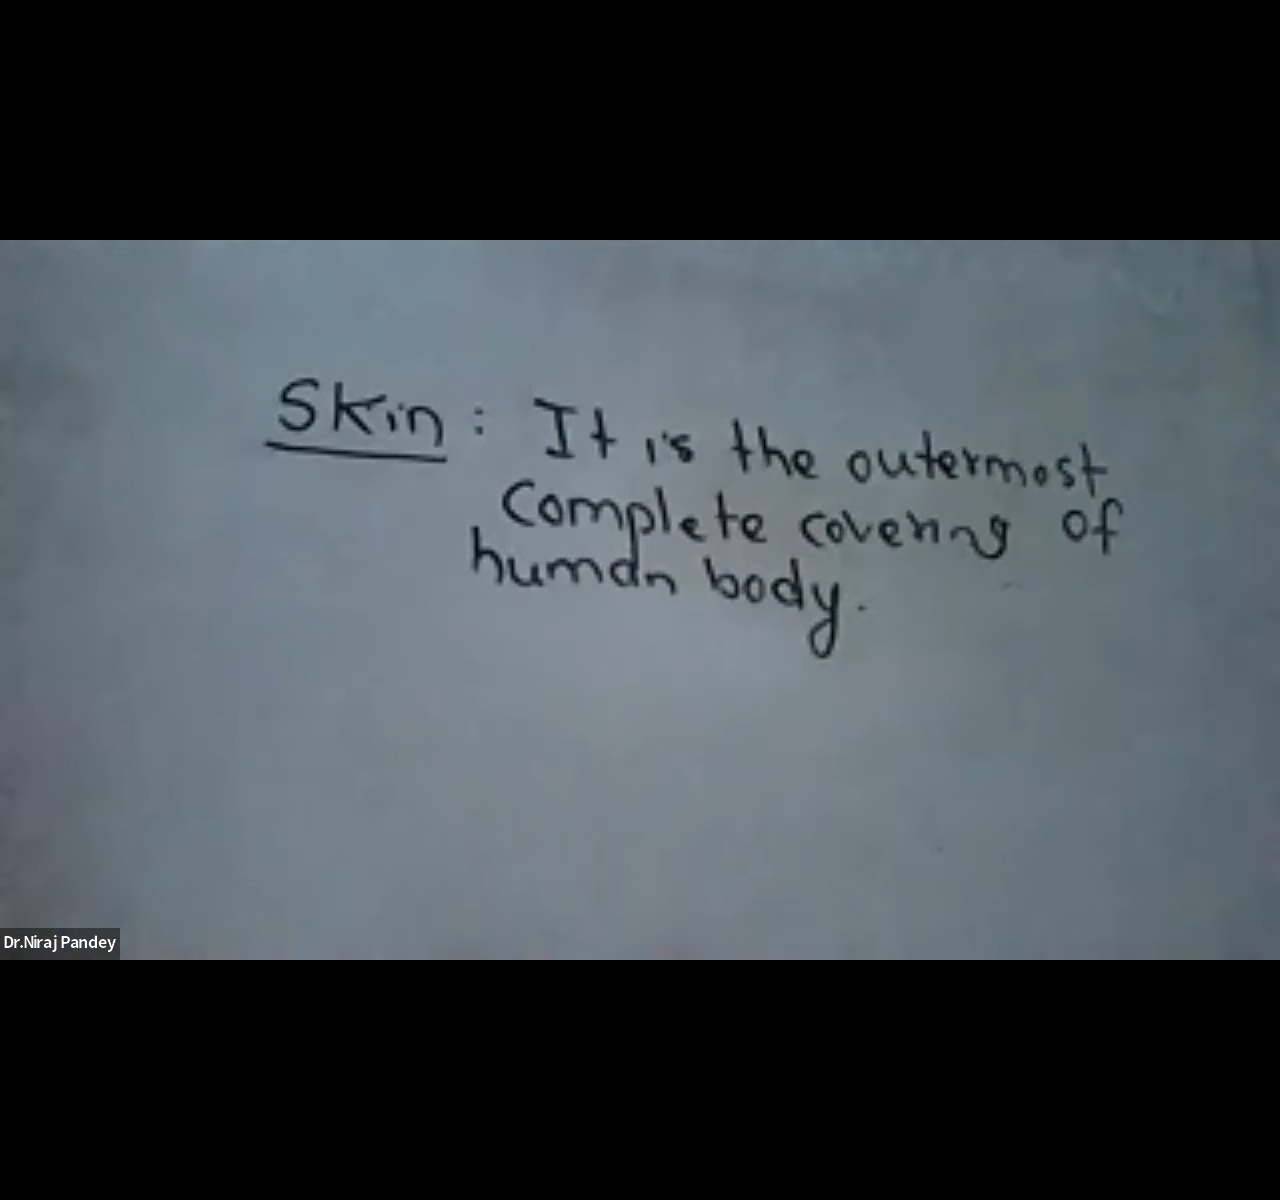 Skin : It is the outermost
Complete covering of
human body.
Dr.Niraj Pandey